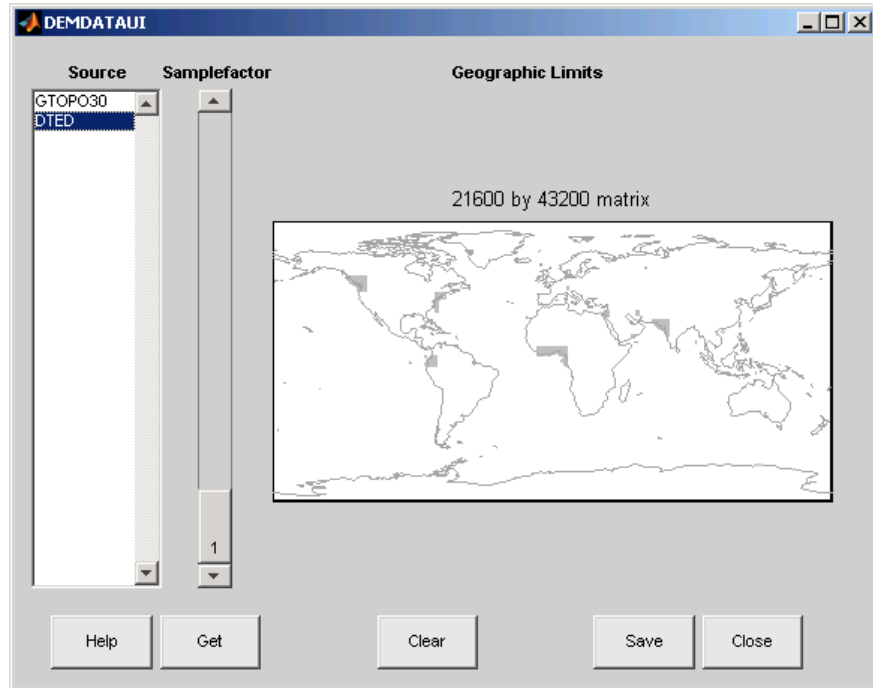 DEMDATAUI
Source Samplefactor Geographic Limits
GTOPO30
DTED
21600 by 43200 matrix
1
Help Get Clear Save Close